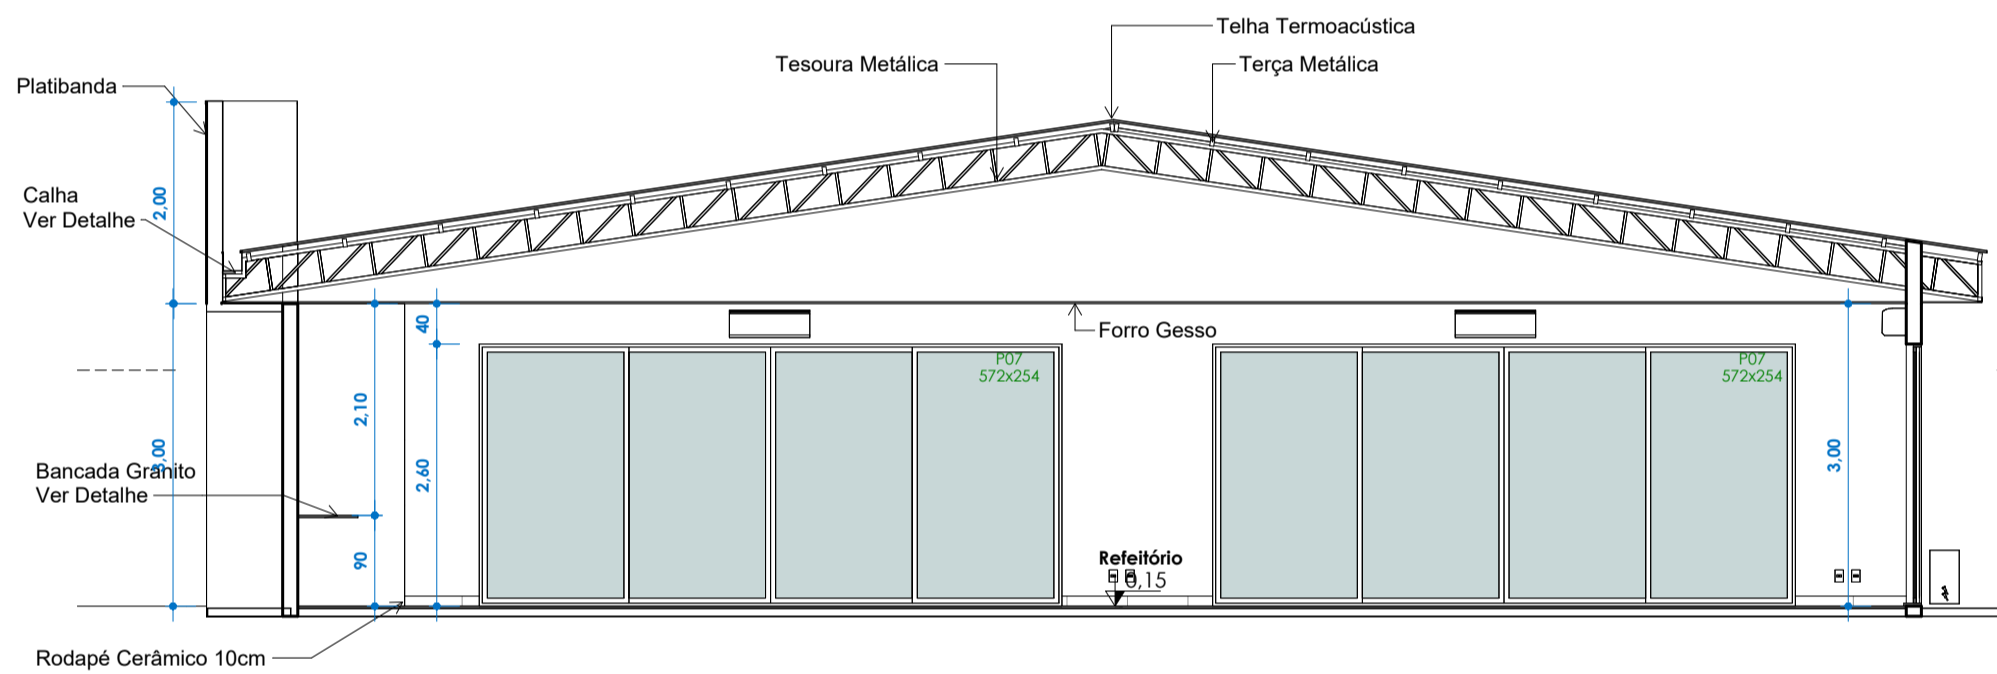 Telha Termoacústica
Tesoura Metálica
Terça Metálica
Platibanda
Calha
Ver Detalhe
2,00
40
Forro Gesso
P07
572x254
P07
572x254
2,10
3,00
2,60
3,00
Bancada Granito
Ver Detalhe
90
Refeitório
0,15
Rodapé Cerâmico 10cm